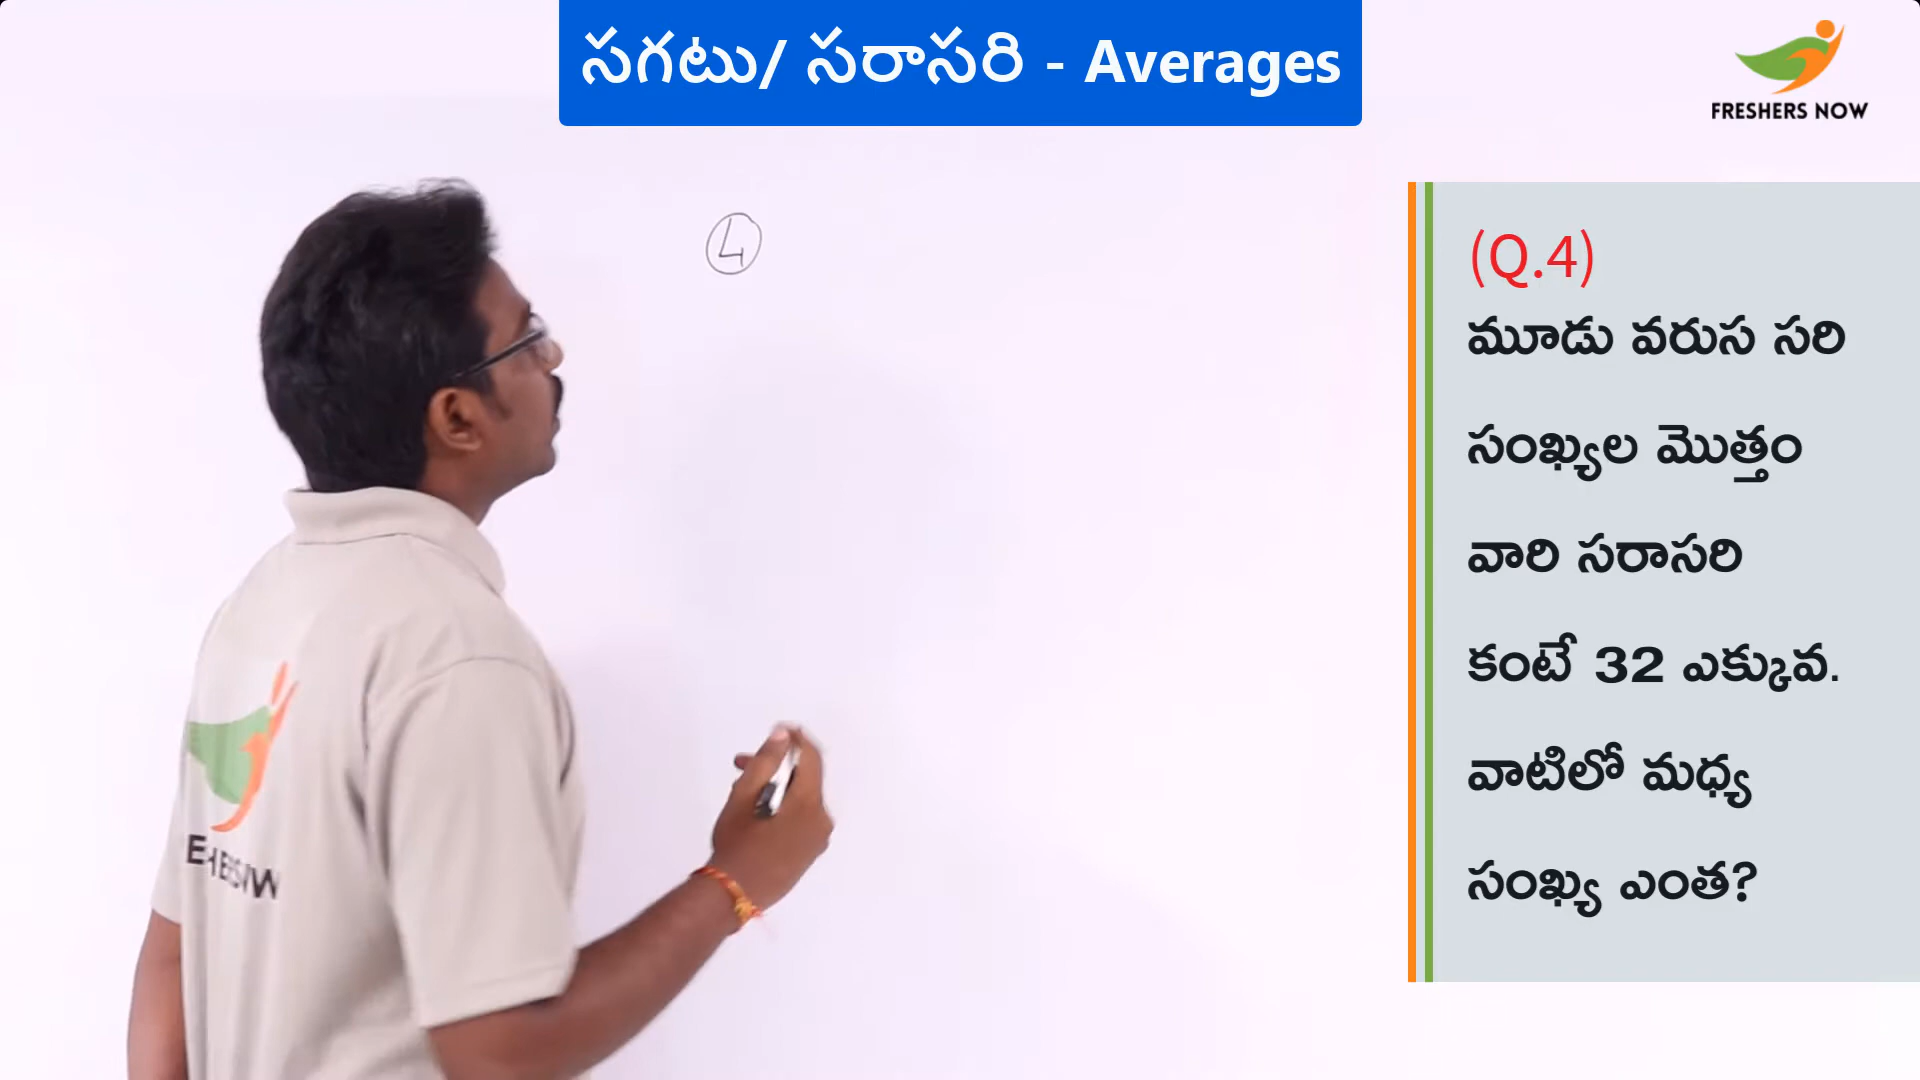 సగటు/ సరాసరి - Averages
FRESHERS NOW
4
(Q.4)
మూడు వరుస సరి
సంఖ్యల మొత్తం
వారి సరాసరి
కంటే 32 ఎక్కువ.
వాటిలో మధ్య
సంఖ్య ఎంత?